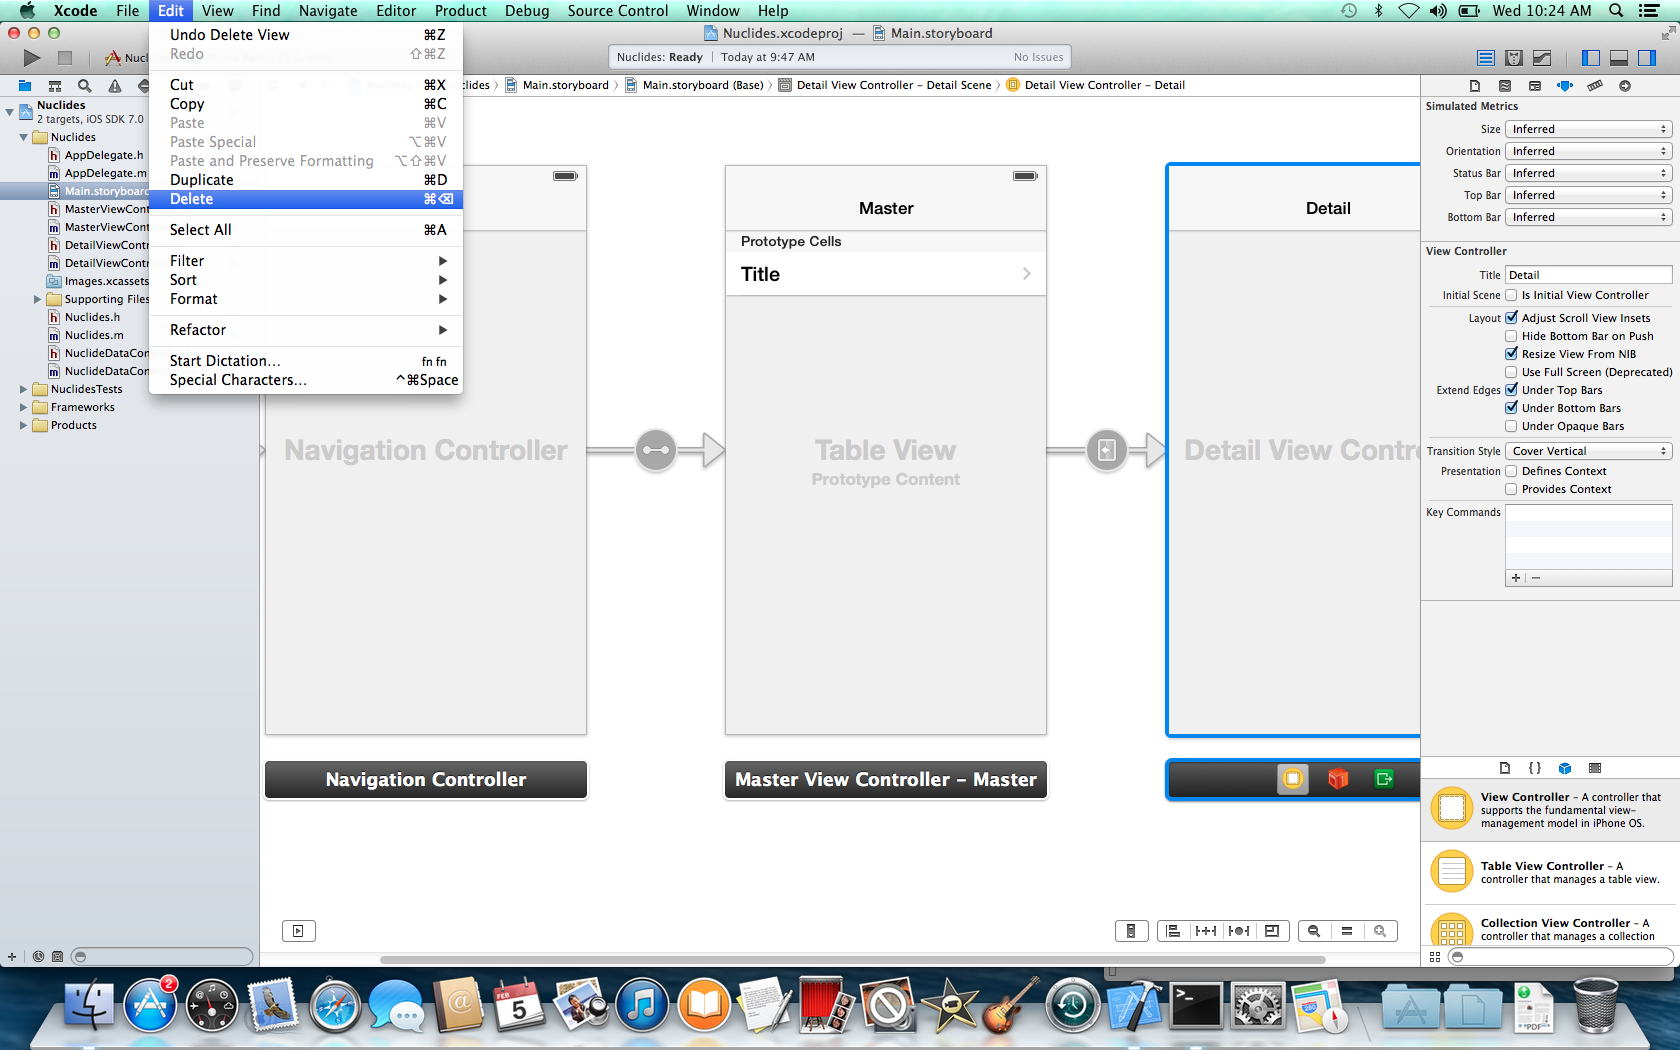 Xcode File Edit View Find Navigate Editor Product Debug Source Control Window Help Wed 10:24 AM
Nuclides.xcodeproj — Main.storyboard
Nucl
Nuclides: Ready | Today at 9:47 AM No Issues
Undo Delete View ⌘Z
Redo ⇧⌘Z
Cut ⌘X
Copy ⌘C
Paste ⌘V
Paste Special ⌥⌘V
Paste and Preserve Formatting ⌥⇧⌘V
Duplicate ⌘D
Delete ⌘⌫
Select All ⌘A
Filter ▶
Sort ▶
Format ▶
Refactor ▶
Start Dictation... fn fn
Special Characters... ^⌘Space
clides Main.storyboard Main.storyboard (Base) Detail View Controller – Detail Scene Detail View Controller – Detail
Nuclides
2 targets, iOS SDK 7.0
Nuclides
h AppDelegate.h
m AppDelegate.m
Main.storyboard
h MasterViewCont
m MasterViewCont
h DetailViewContr
m DetailViewContr
Images.xcassets
Supporting Files
h Nuclides.h
m Nuclides.m
h NuclideDataCon
m NuclideDataCon
NuclidesTests
Frameworks
Products
Navigation Controller
Navigation Controller
Master
Prototype Cells
Title
Table View
Prototype Content
Master View Controller – Master
Detail
Detail View Contr
Simulated Metrics
Size Inferred
Orientation Inferred
Status Bar Inferred
Top Bar Inferred
Bottom Bar Inferred
View Controller
Title Detail
Initial Scene Is Initial View Controller
Layout Adjust Scroll View Insets
Hide Bottom Bar on Push
Resize View From NIB
Use Full Screen (Deprecated)
Extend Edges Under Top Bars
Under Bottom Bars
Under Opaque Bars
Transition Style Cover Vertical
Presentation Defines Context
Provides Context
Key Commands
+ −
{ }
View Controller – A controller that
supports the fundamental view-
management model in iPhone OS.
Table View Controller – A
controller that manages a table view.
Collection View Controller – A
controller that manages a collection
2
FEB
5
>_
PDF